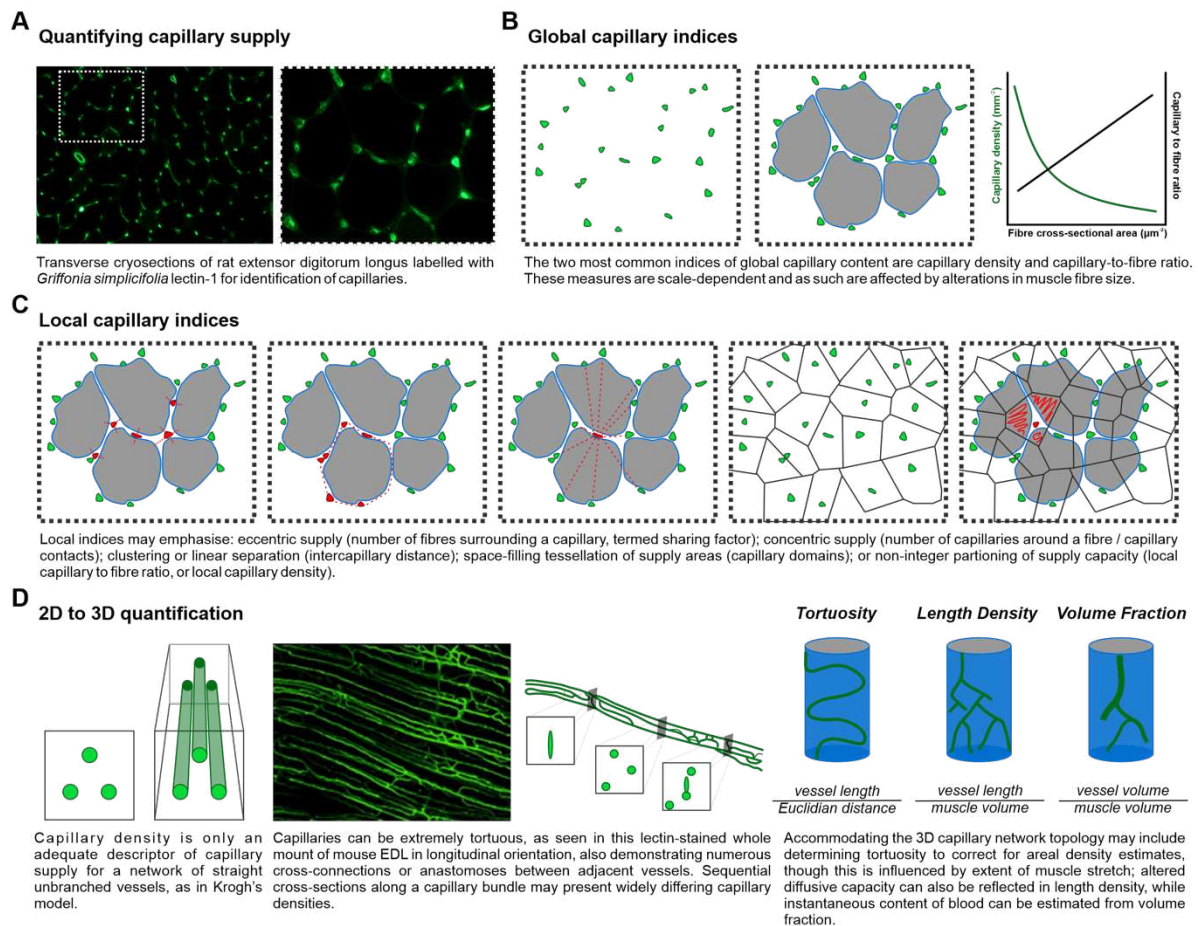 A Quantifying capillary supply
Transverse cryosections of rat extensor digitorum longus labelled with
Griffonia simplicifolia lectin-1 for identification of capillaries.
B Global capillary indices
Capillary density (mm⁻²)
Capillary to fibre ratio
Fibre cross-sectional area (µm⁻²)
The two most common indices of global capillary content are capillary density and capillary-to-fibre ratio.
These measures are scale-dependent and as such are affected by alterations in muscle fibre size.
C Local capillary indices
Local indices may emphasise: eccentric supply (number of fibres surrounding a capillary, termed sharing factor); concentric supply (number of capillaries around a fibre / capillary
contacts); clustering or linear separation (intercapillary distance); space-filling tessellation of supply areas (capillary domains); or non-integer partioning of supply capacity (local
capillary to fibre ratio, or local capillary density).
D 2D to 3D quantification
Capillary density is only an
adequate descriptor of capillary
supply for a network of straight
unbranched vessels, as in Krogh's
model.
Capillaries can be extremely tortuous, as seen in this lectin-stained whole
mount of mouse EDL in longitudinal orientation, also demonstrating numerous
cross-connections or anastomoses between adjacent vessels. Sequential
cross-sections along a capillary bundle may present widely differing capillary
densities.
Tortuosity
vessel length
Euclidian distance
Length Density
vessel length
muscle volume
Volume Fraction
vessel volume
muscle volume
Accommodating the 3D capillary network topology may include
determining tortuosity to correct for areal density estimates,
though this is influenced by extent of muscle stretch; altered
diffusive capacity can also be reflected in length density, while
instantaneous content of blood can be estimated from volume
fraction.